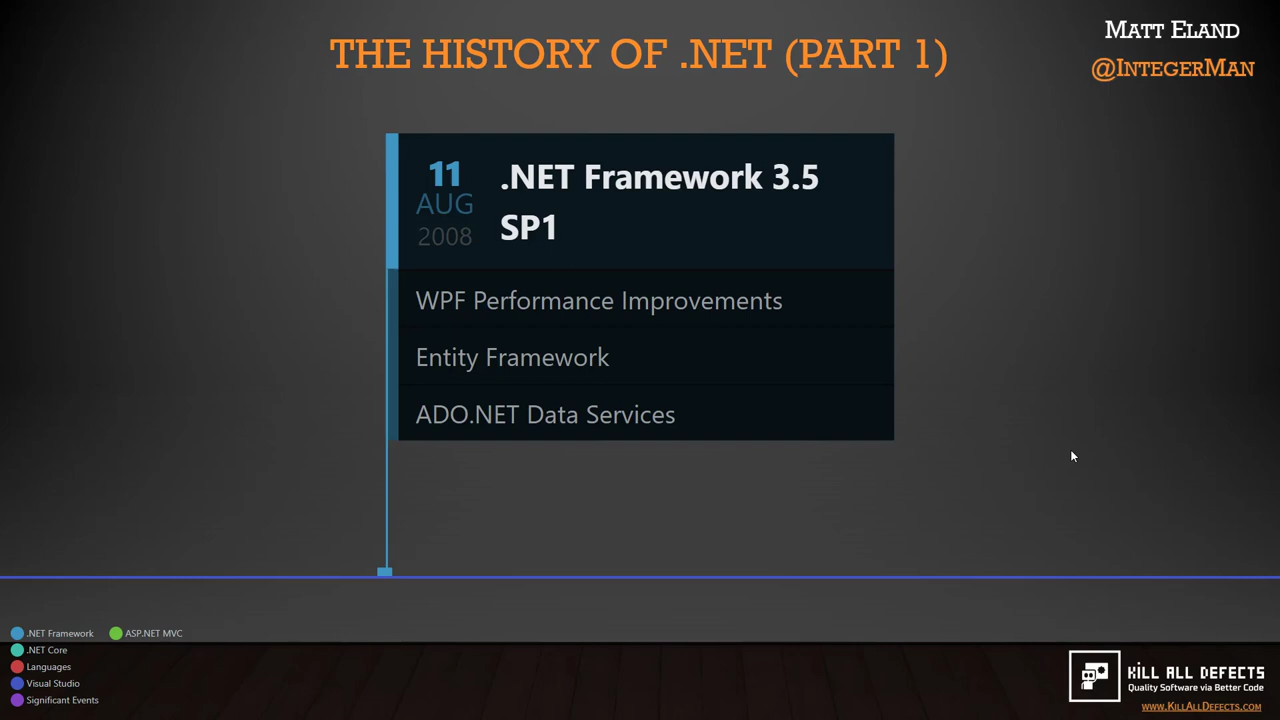 MATT ELAND
THE HISTORY OF .NET (PART 1)
@INTEGERMAN
11
AUG
2008
.NET Framework 3.5
SP1
WPF Performance Improvements
Entity Framework
ADO.NET Data Services
.NET Framework
ASP.NET MVC
.NET Core
Languages
Visual Studio
Significant Events
KILL ALL DEFECTS
Quality Software via Better Code
WWW.KILLALLDEFECTS.COM